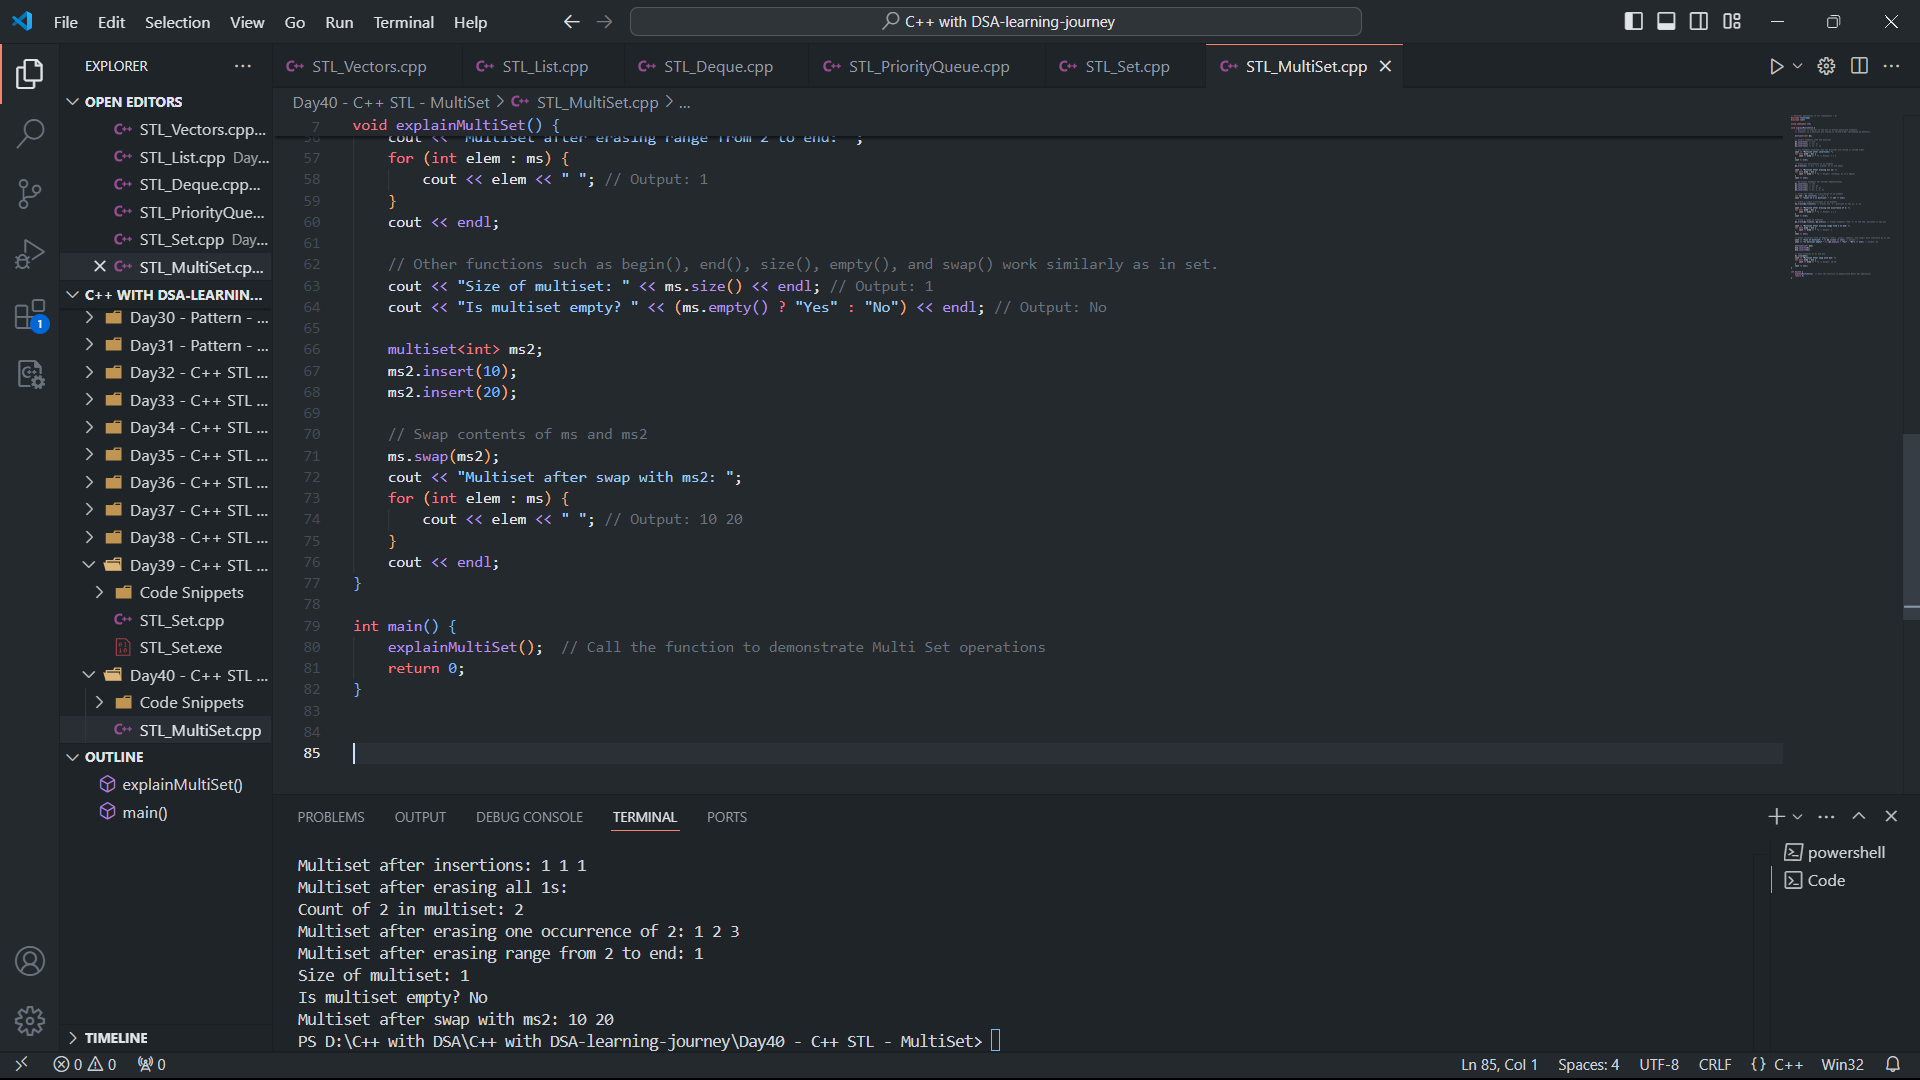 File Edit Selection View Go Run Terminal Help
C++ with DSA-learning-journey
EXPLORER
OPEN EDITORS
STL_Vectors.cpp...
STL_List.cpp Day...
STL_Deque.cpp...
STL_PriorityQue...
STL_Set.cpp Day...
STL_MultiSet.cp...
C++ WITH DSA-LEARNIN...
Day30 - Pattern - ...
Day31 - Pattern - ...
Day32 - C++ STL ...
Day33 - C++ STL ...
Day34 - C++ STL ...
Day35 - C++ STL ...
Day36 - C++ STL ...
Day37 - C++ STL ...
Day38 - C++ STL ...
Day39 - C++ STL ...
Code Snippets
STL_Set.cpp
STL_Set.exe
Day40 - C++ STL ...
Code Snippets
STL_MultiSet.cpp
OUTLINE
explainMultiSet()
main()
TIMELINE
1
STL_Vectors.cpp STL_List.cpp STL_Deque.cpp STL_PriorityQueue.cpp STL_Set.cpp STL_MultiSet.cpp
Day40 - C++ STL - MultiSet > STL_MultiSet.cpp > ...
7 void explainMultiSet() {
56 cout << "Multiset after erasing range from 2 to end: ";
57 for (int elem : ms) {
58 cout << elem << " "; // Output: 1
59 }
60 cout << endl;
61
62 // Other functions such as begin(), end(), size(), empty(), and swap() work similarly as in set.
63 cout << "Size of multiset: " << ms.size() << endl; // Output: 1
64 cout << "Is multiset empty? " << (ms.empty() ? "Yes" : "No") << endl; // Output: No
65
66 multiset<int> ms2;
67 ms2.insert(10);
68 ms2.insert(20);
69
70 // Swap contents of ms and ms2
71 ms.swap(ms2);
72 cout << "Multiset after swap with ms2: ";
73 for (int elem : ms) {
74 cout << elem << " "; // Output: 10 20
75 }
76 cout << endl;
77 }
78
79 int main() {
80 explainMultiSet(); // Call the function to demonstrate Multi Set operations
81 return 0;
82 }
83
84
85
PROBLEMS OUTPUT DEBUG CONSOLE TERMINAL PORTS
Multiset after insertions: 1 1 1
Multiset after erasing all 1s:
Count of 2 in multiset: 2
Multiset after erasing one occurrence of 2: 1 2 3
Multiset after erasing range from 2 to end: 1
Size of multiset: 1
Is multiset empty? No
Multiset after swap with ms2: 10 20
PS D:\C++ with DSA\C++ with DSA-learning-journey\Day40 - C++ STL - MultiSet>
powershell
Code
0 0 0
Ln 85, Col 1 Spaces: 4 UTF-8 CRLF {} C++ Win32